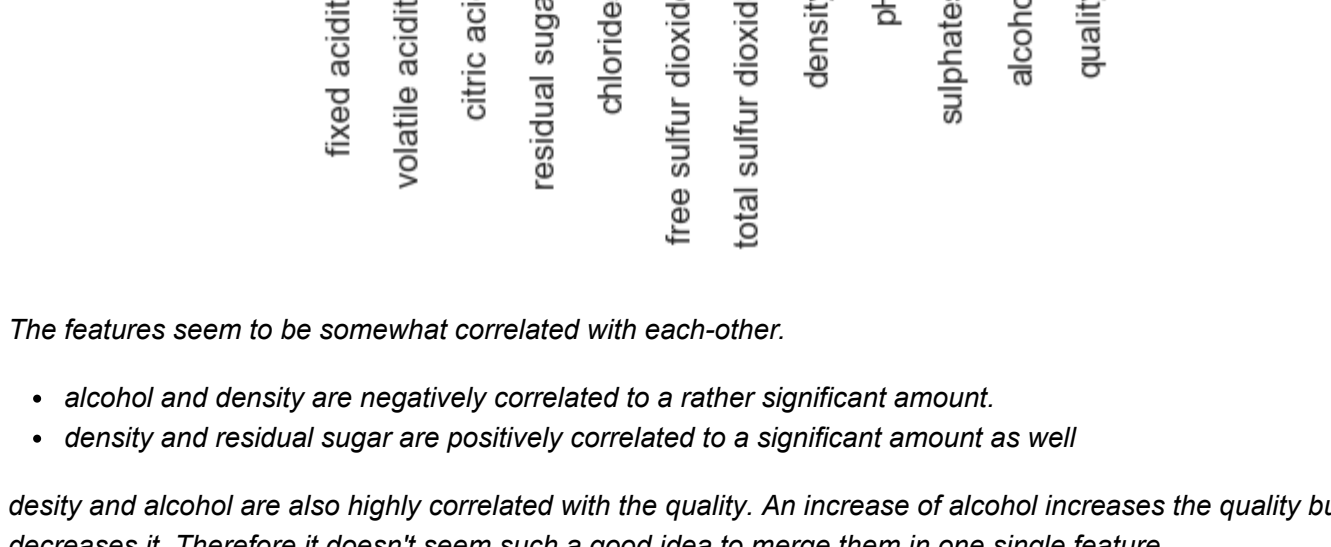 fixed acidit
volatile acidit
citric aci
residual suga
chloride
free sulfur dioxid
total sulfur dioxid
density
pH
sulphates
alcoho
quality
The features seem to be somewhat correlated with each-other.
• alcohol and density are negatively correlated to a rather significant amount.
• density and residual sugar are positively correlated to a significant amount as well
desity and alcohol are also highly correlated with the quality. An increase of alcohol increases the quality bu
decreases it. Therefore it doesn't seem such a good idea to merge them in one single feature